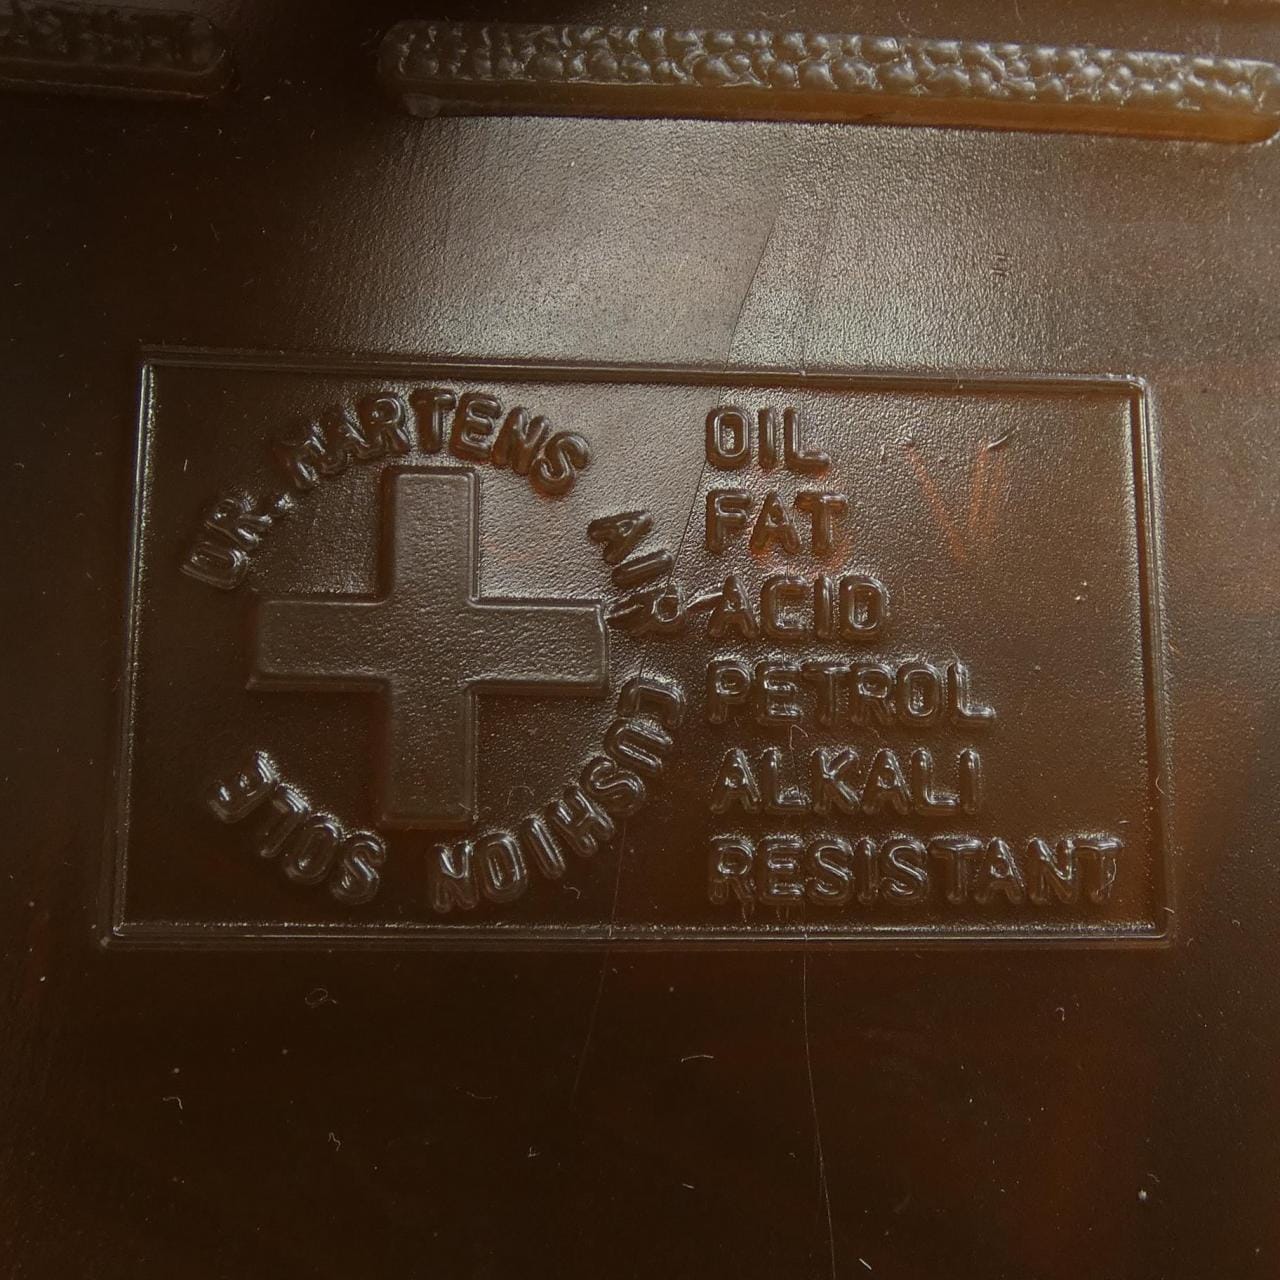 DR. MARTENS AIR CUSHION SOLE
OIL
FAT
ACID
PETROL
ALKALI
RESISTANT